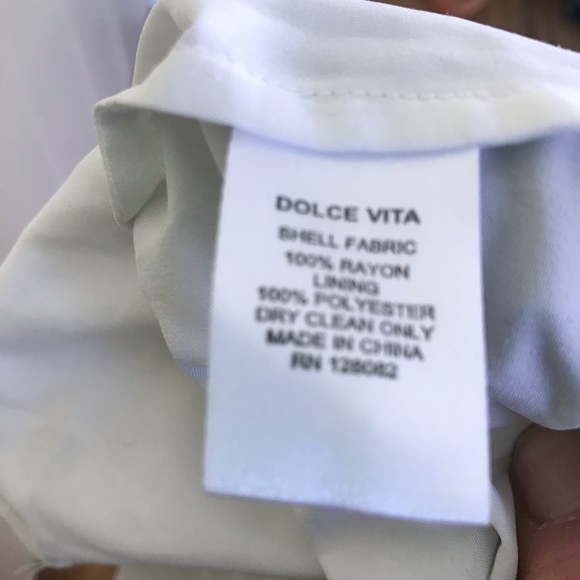 DOLCE VITA
SHELL FABRIC
100% RAYON
LINING
100% POLYESTER
DRY CLEAN ONLY
MADE IN CHINA
RN 128082